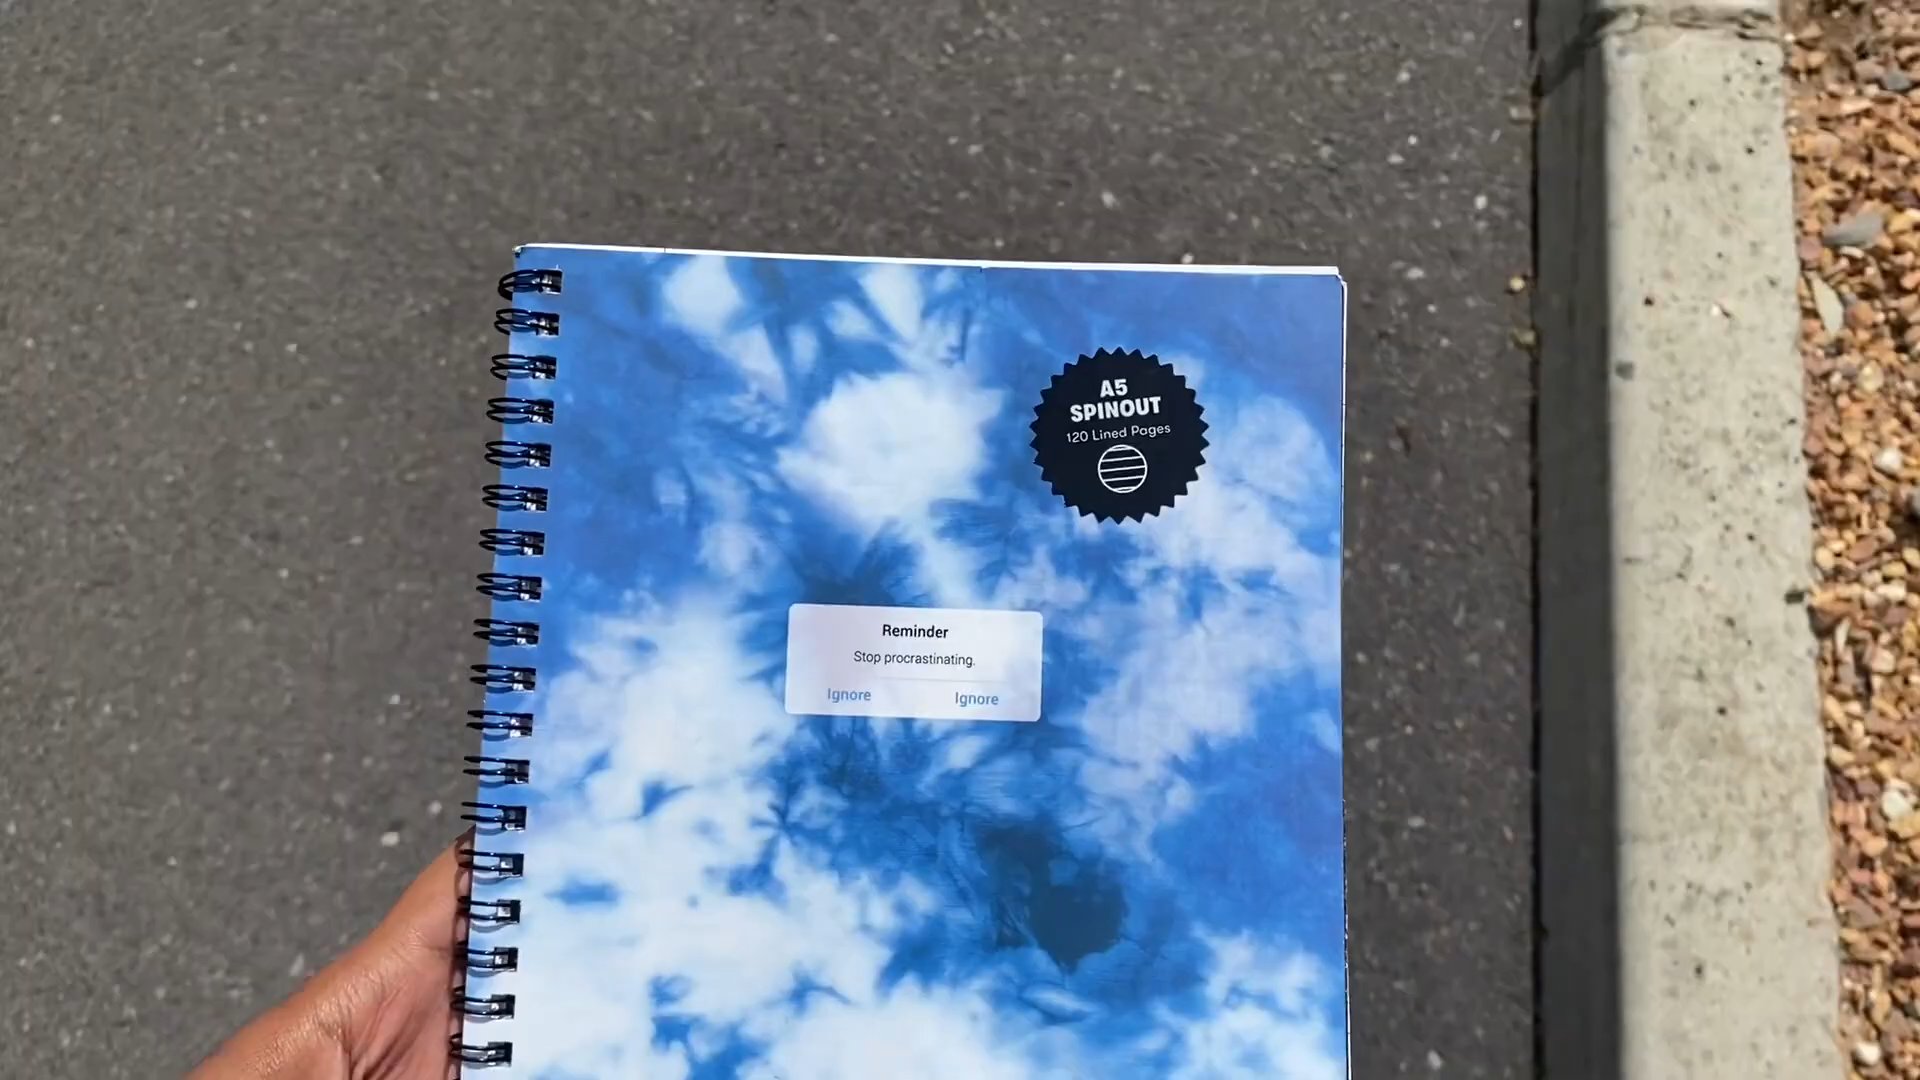 A5
SPINOUT
120 Lined Pages
Reminder
Stop procrastinating.
Ignore Ignore